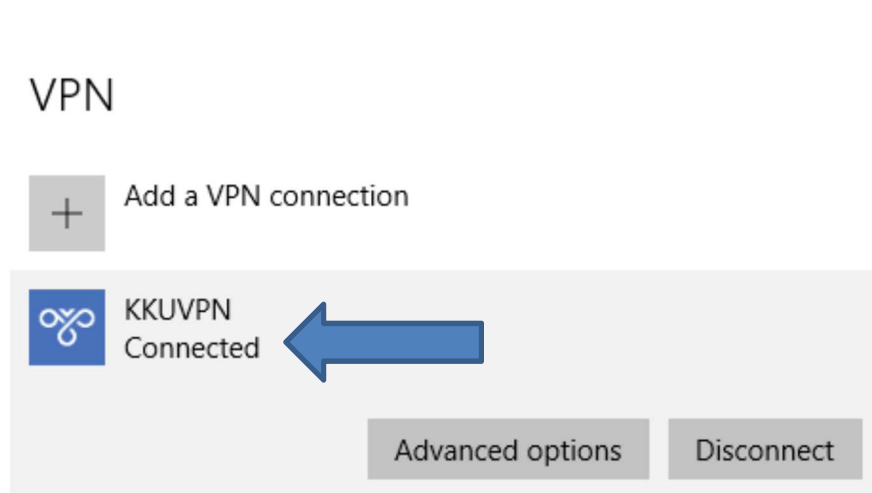 VPN
Add a VPN connection
KKUVPN
Connected
Advanced options
Disconnect